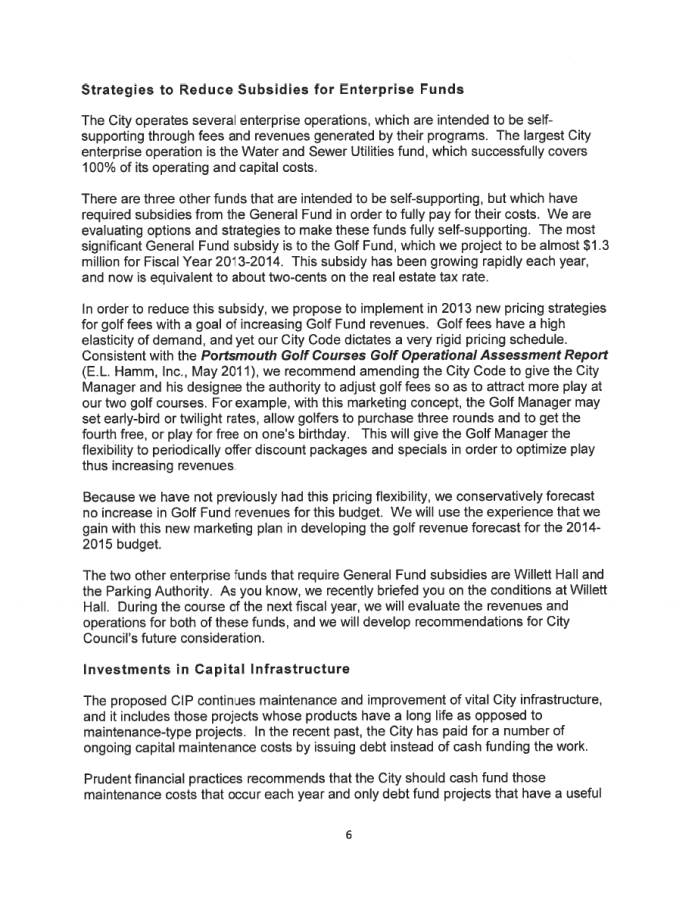 Strategies to Reduce Subsidies for Enterprise Funds
The City operates several enterprise operations, which are intended to be self-
supporting through fees and revenues generated by their programs. The largest City
enterprise operation is the Water and Sewer Utilities fund, which successfully covers
100% of its operating and capital costs.
There are three other funds that are intended to be self-supporting, but which have
required subsidies from the General Fund in order to fully pay for their costs. We are
evaluating options and strategies to make these funds fully self-supporting. The most
significant General Fund subsidy is to the Golf Fund, which we project to be almost $1.3
million for Fiscal Year 2013-2014. This subsidy has been growing rapidly each year,
and now is equivalent to about two-cents on the real estate tax rate.
In order to reduce this subsidy, we propose to implement in 2013 new pricing strategies
for golf fees with a goal of increasing Golf Fund revenues. Golf fees have a high
elasticity of demand, and yet our City Code dictates a very rigid pricing schedule.
Consistent with the Portsmouth Golf Courses Golf Operational Assessment Report
(E.L. Hamm, Inc., May 2011), we recommend amending the City Code to give the City
Manager and his designee the authority to adjust golf fees so as to attract more play at
our two golf courses. For example, with this marketing concept, the Golf Manager may
set early-bird or twilight rates, allow golfers to purchase three rounds and to get the
fourth free, or play for free on one's birthday. This will give the Golf Manager the
flexibility to periodically offer discount packages and specials in order to optimize play
thus increasing revenues.
Because we have not previously had this pricing flexibility, we conservatively forecast
no increase in Golf Fund revenues for this budget. We will use the experience that we
gain with this new marketing plan in developing the golf revenue forecast for the 2014-
2015 budget.
The two other enterprise funds that require General Fund subsidies are Willett Hall and
the Parking Authority. As you know, we recently briefed you on the conditions at Willett
Hall. During the course of the next fiscal year, we will evaluate the revenues and
operations for both of these funds, and we will develop recommendations for City
Council's future consideration.
Investments in Capital Infrastructure
The proposed CIP continues maintenance and improvement of vital City infrastructure,
and it includes those projects whose products have a long life as opposed to
maintenance-type projects. In the recent past, the City has paid for a number of
ongoing capital maintenance costs by issuing debt instead of cash funding the work.
Prudent financial practices recommends that the City should cash fund those
maintenance costs that occur each year and only debt fund projects that have a useful
6